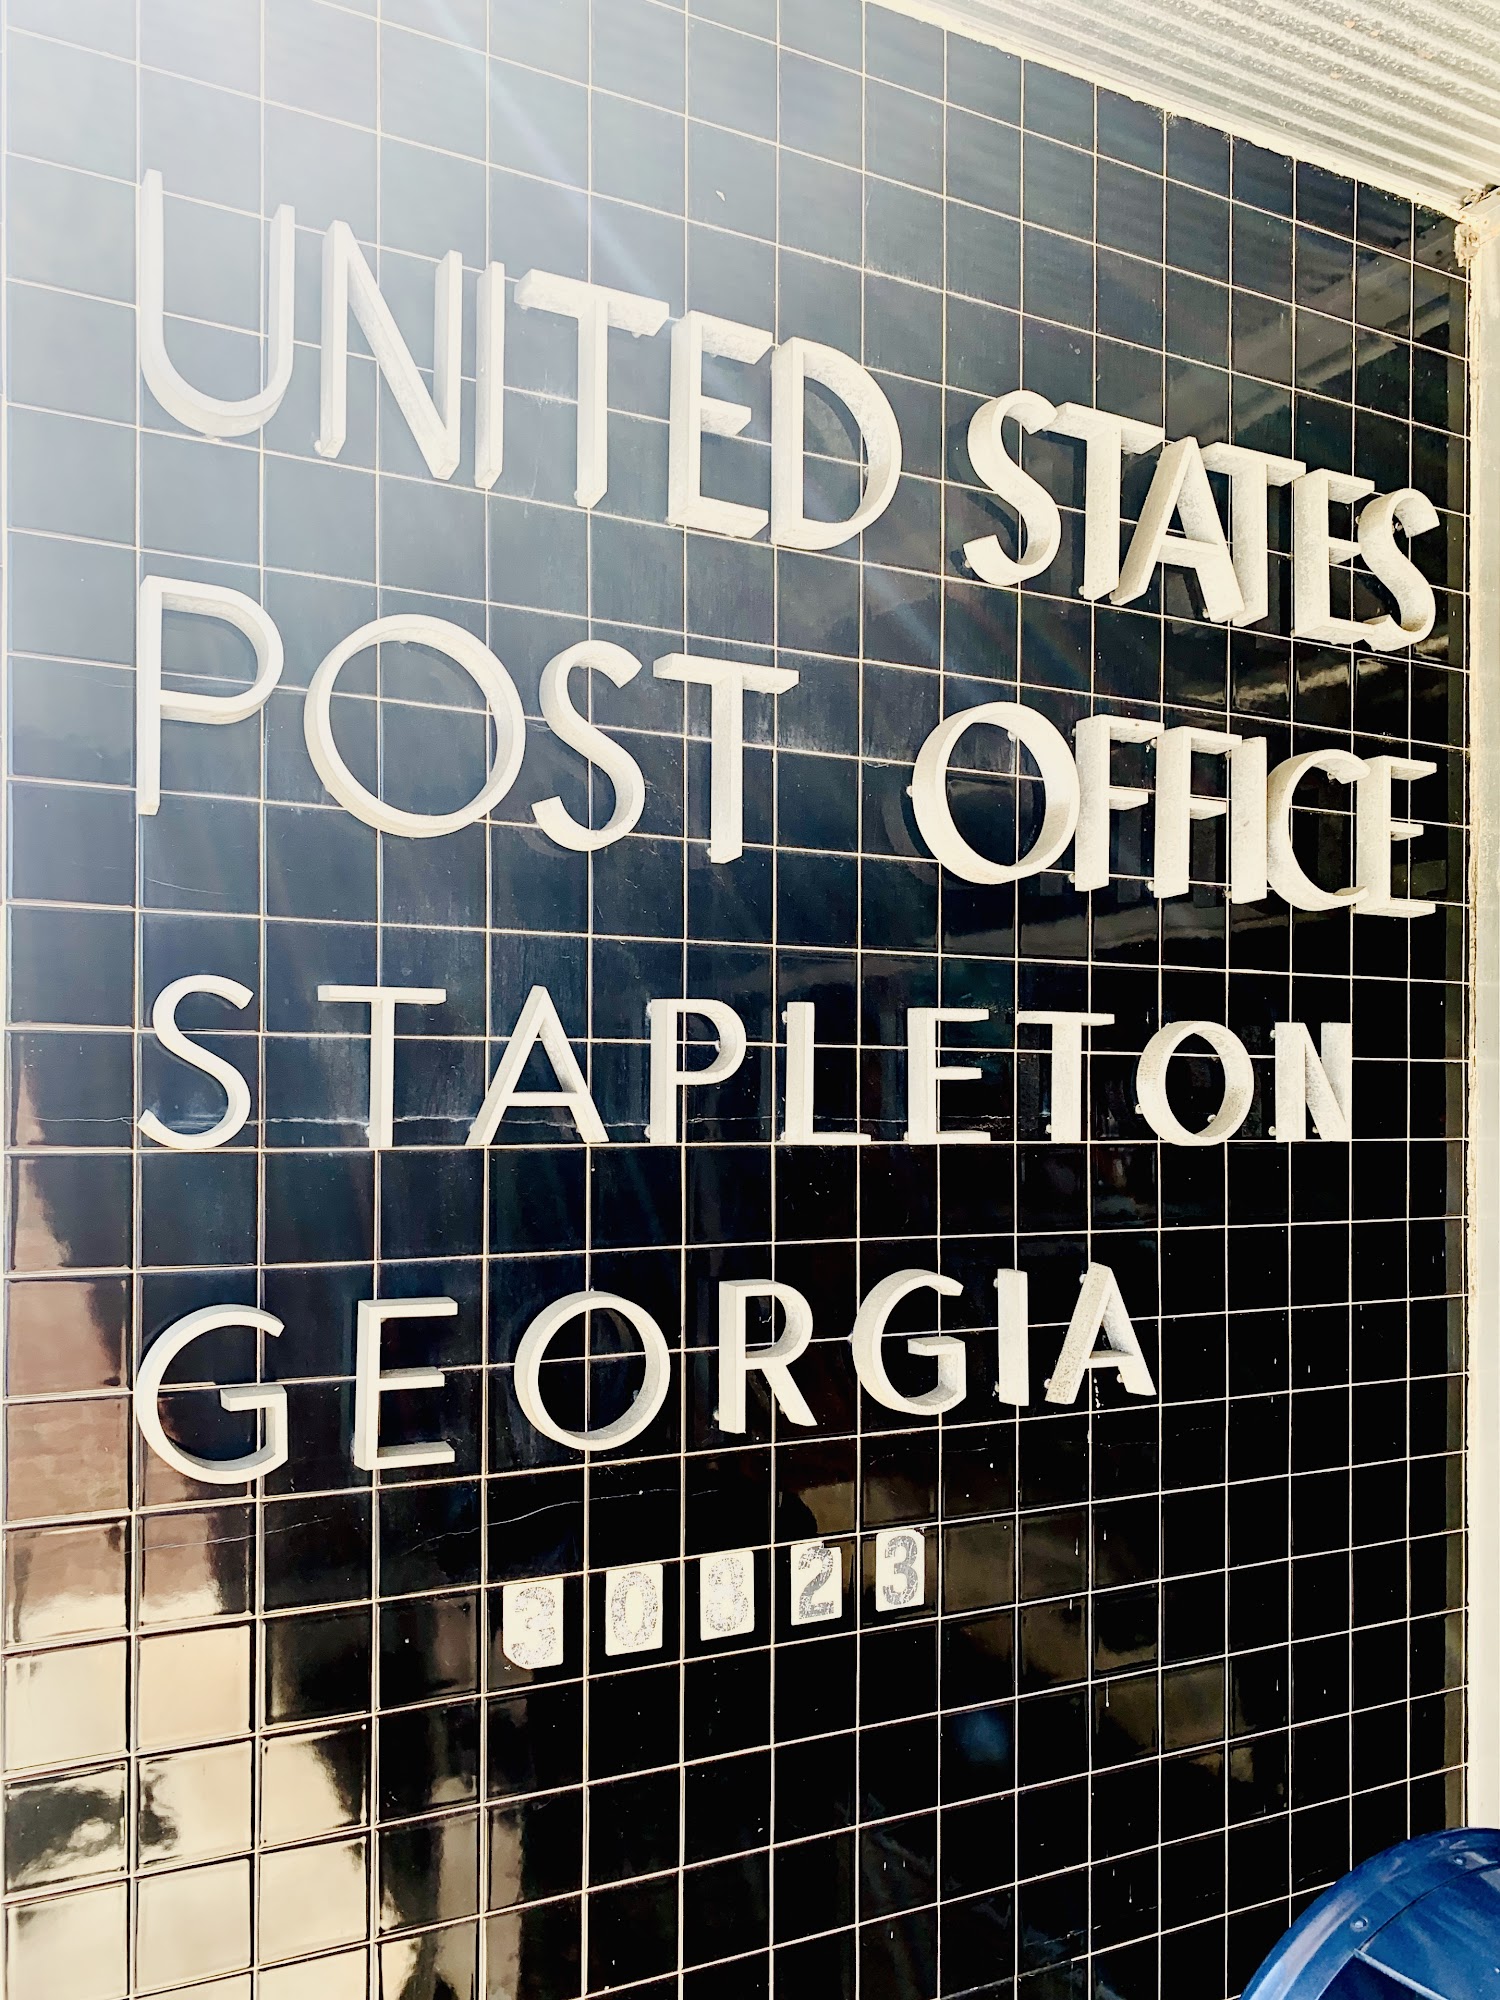 UNITED STATES
POST OFFICE
STAPLETON
GEORGIA
30823